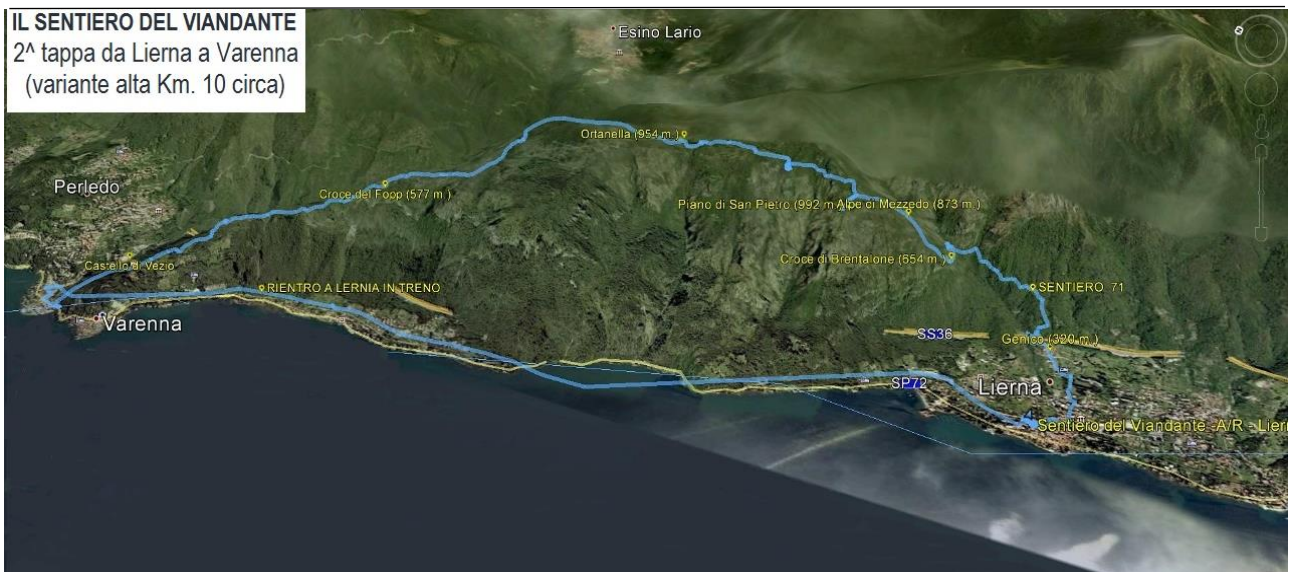 IL SENTIERO DEL VIANDANTE
2^ tappa da Lierna a Varenna
(variante alta Km. 10 circa)
Esino Lario
Ortanella (954 m.)
Perledo
Croce del Foop (577 m.)
Piano di San Pietro (992 m
Alpe di Mezzedo (873 m.)
Croce di Brentalone (654 m.)
Castello di Vezio
RIENTRO A LERNIA IN TRENO
SENTIERO 71
Varenna
SS36
Genico (320 m.)
SP72
Lierna
Sentiero del Viandante A/R - Lier